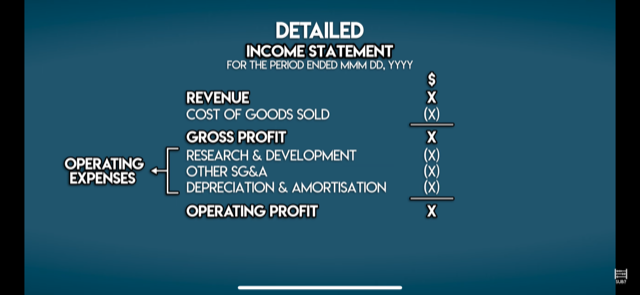 DETAILED
INCOME STATEMENT
FOR THE PERIOD ENDED MMM DD, YYYY
$
REVENUE X
COST OF GOODS SOLD (X)
GROSS PROFIT X
OPERATING EXPENSES
RESEARCH & DEVELOPMENT (X)
OTHER SG&A (X)
DEPRECIATION & AMORTISATION (X)
OPERATING PROFIT X